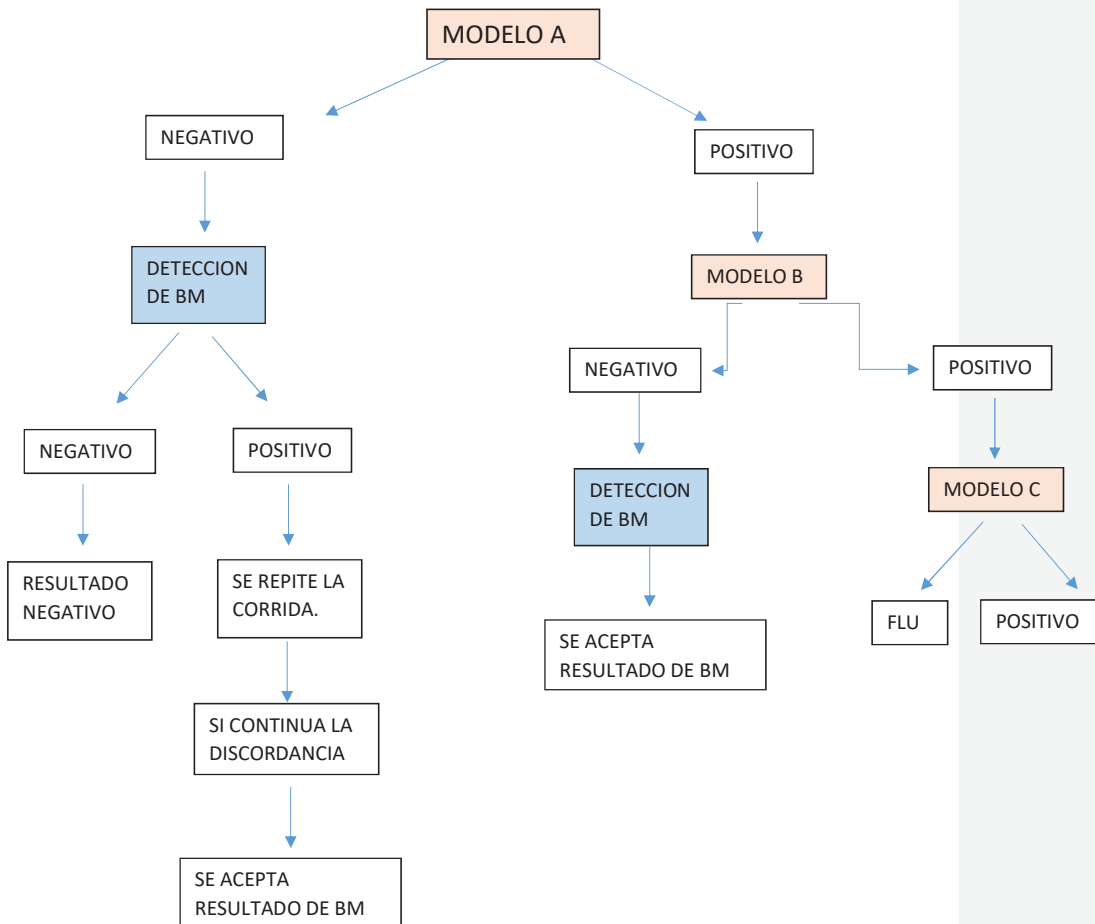 MODELO A
NEGATIVO
POSITIVO
DETECCION
DE BM
MODELO B
NEGATIVO
POSITIVO
NEGATIVO
POSITIVO
DETECCION
DE BM
MODELO C
RESULTADO
NEGATIVO
SE REPITE LA
CORRIDA.
SE ACEPTA
RESULTADO DE BM
FLU
POSITIVO
SI CONTINUA LA
DISCORDANCIA
SE ACEPTA
RESULTADO DE BM